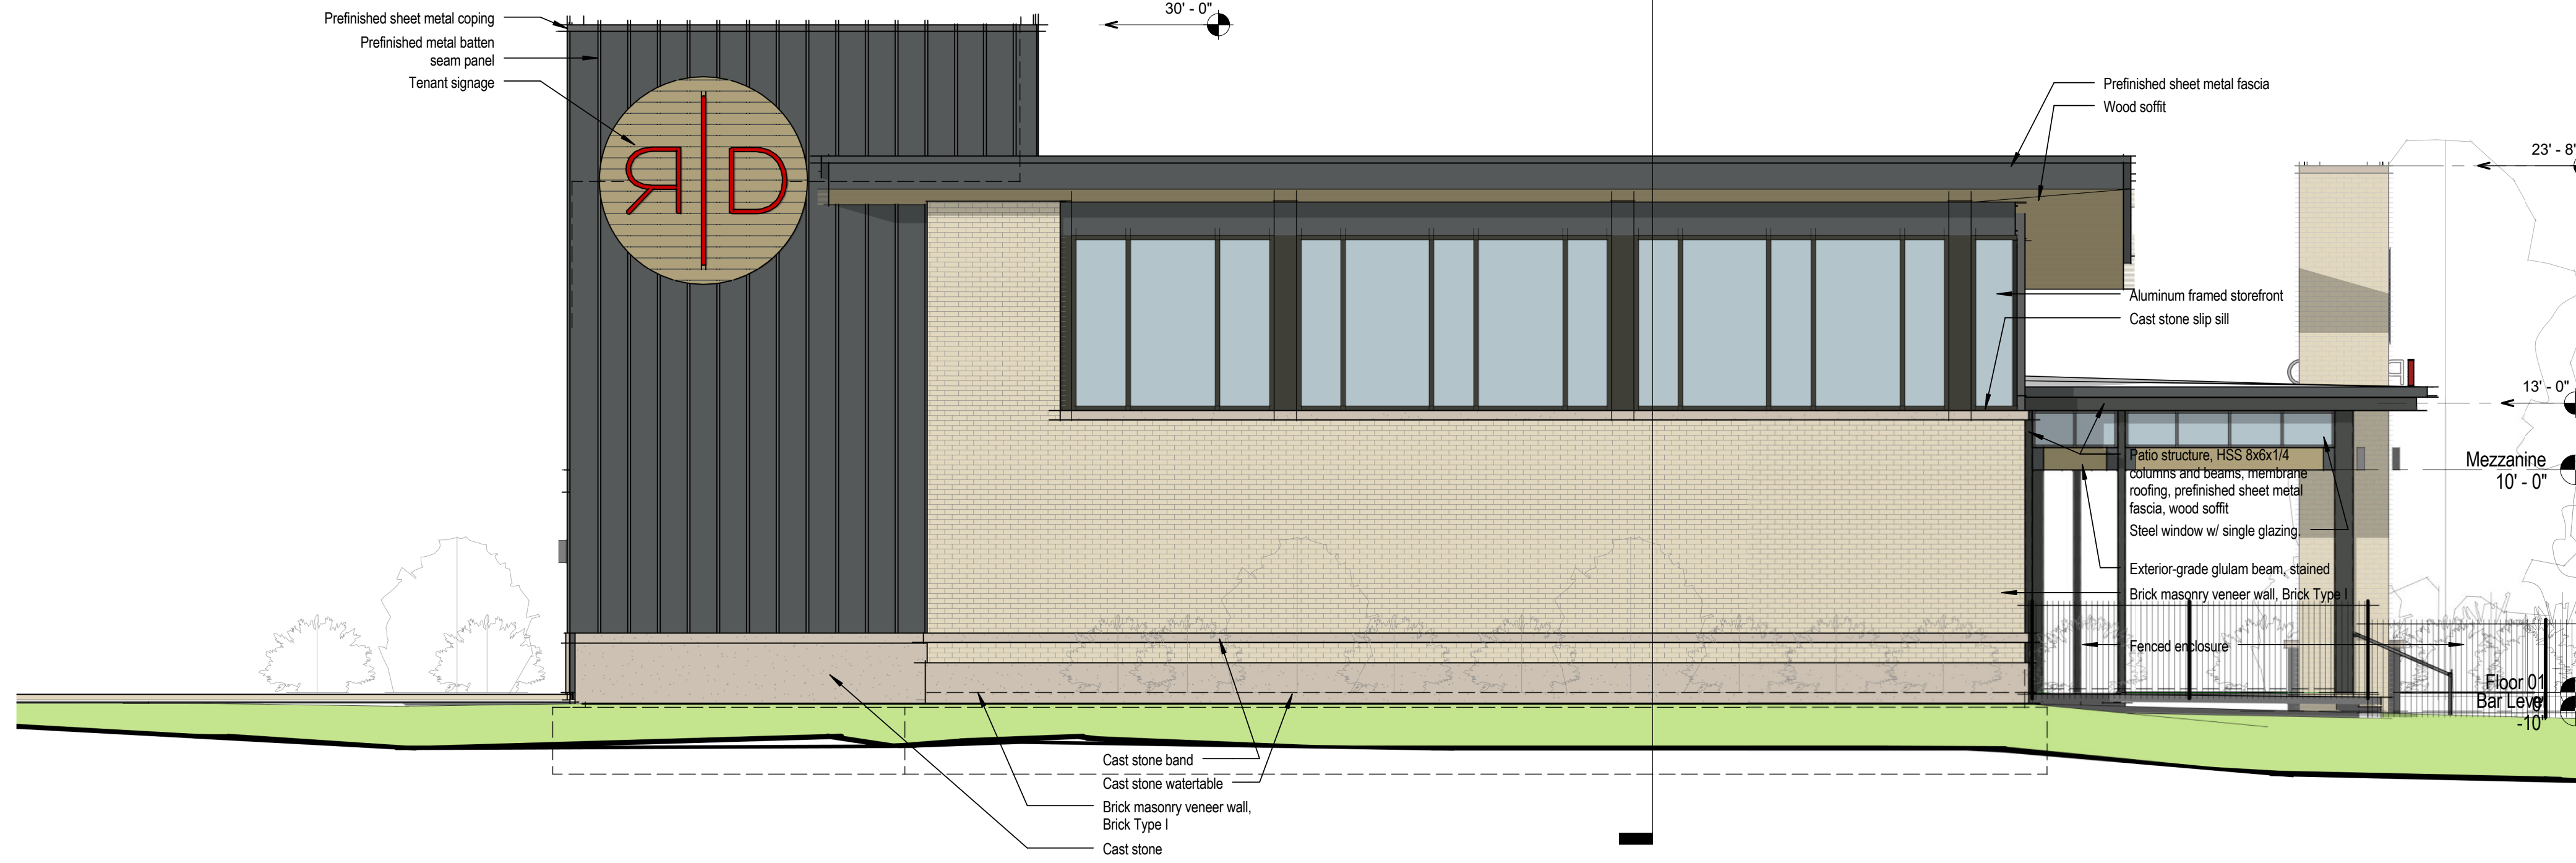 Prefinished sheet metal coping
Prefinished metal batten
seam panel
Tenant signage
30' - 0"
Prefinished sheet metal fascia
Wood soffit
23' - 8"
Aluminum framed storefront
Cast stone slip sill
13' - 0"
Mezzanine
10' - 0"
Patio structure, HSS 8x6x1/4
columns and beams, membrane
roofing, prefinished sheet metal
fascia, wood soffit
Steel window w/ single glazing.
Exterior-grade glulam beam, stained
Brick masonry veneer wall, Brick Type I
Fenced enclosure
Floor 01
Bar Level
-10"
Cast stone band
Cast stone watertable
Brick masonry veneer wall,
Brick Type I
Cast stone